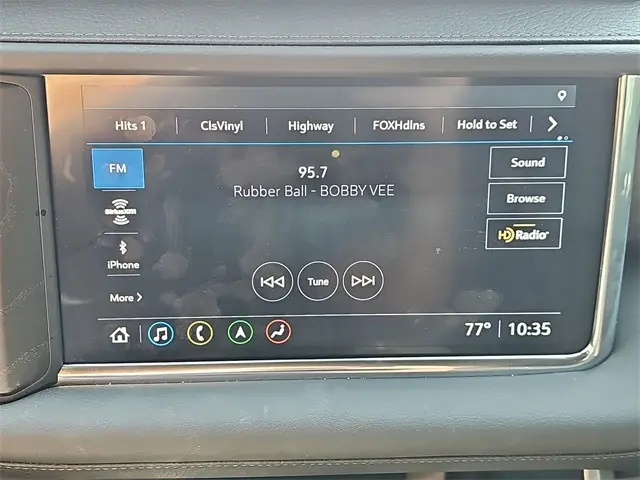 Hits 1 ClsVinyl Highway FOXHdlns Hold to Set
FM
95.7
Rubber Ball - BOBBY VEE
Sound
SiriusXM
Browse
iPhone
HD Radio
More
Tune
77° 10:35